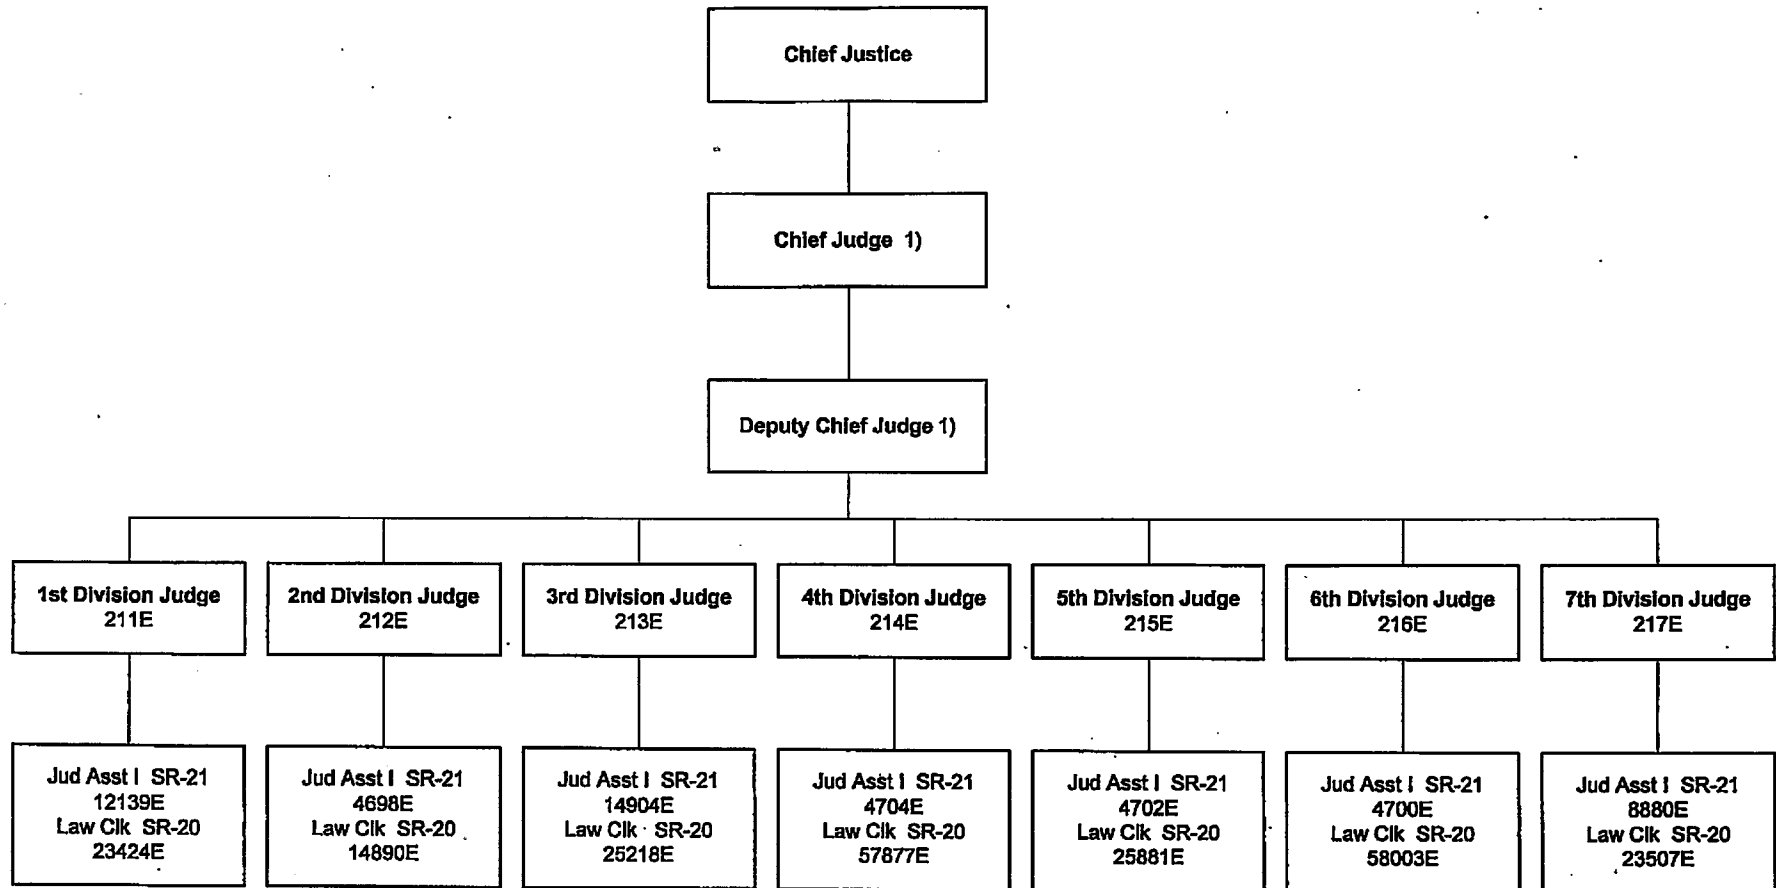 Chief Justice
Chief Judge 1)
Deputy Chief Judge 1)
1st Division Judge
211E
2nd Division Judge
212E
3rd Division Judge
213E
4th Division Judge
214E
5th Division Judge
215E
6th Division Judge
216E
7th Division Judge
217E
Jud Asst I SR-21
12139E
Law Clk SR-20
23424E
Jud Asst I SR-21
4698E
Law Clk SR-20
14890E
Jud Asst I SR-21
14904E
Law Clk SR-20
25218E
Jud Asst I SR-21
4704E
Law Clk SR-20
57877E
Jud Asst I SR-21
4702E
Law Clk SR-20
25881E
Jud Asst I SR-21
4700E
Law Clk SR-20
58003E
Jud Asst I SR-21
8880E
Law Clk SR-20
23507E